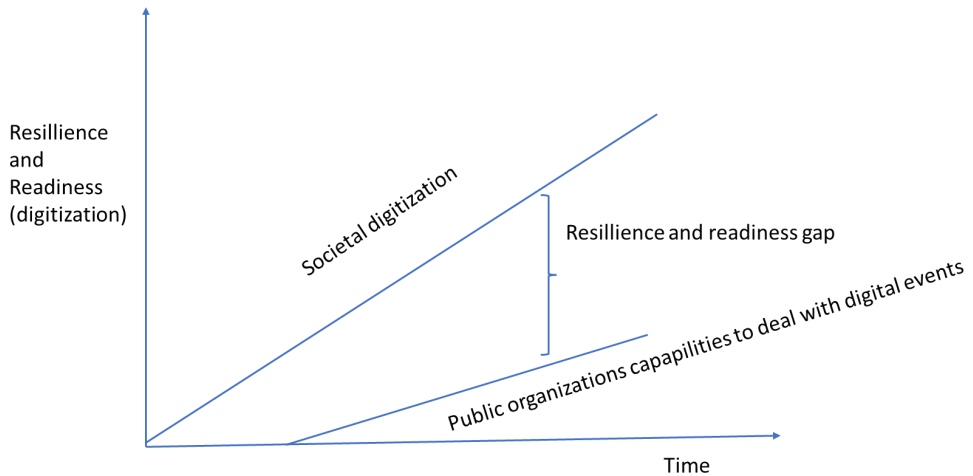 Resillience
and
Readiness
(digitization)
Societal digitization
Resillience and readiness gap
Public organizations capapilities to deal with digital events
Time